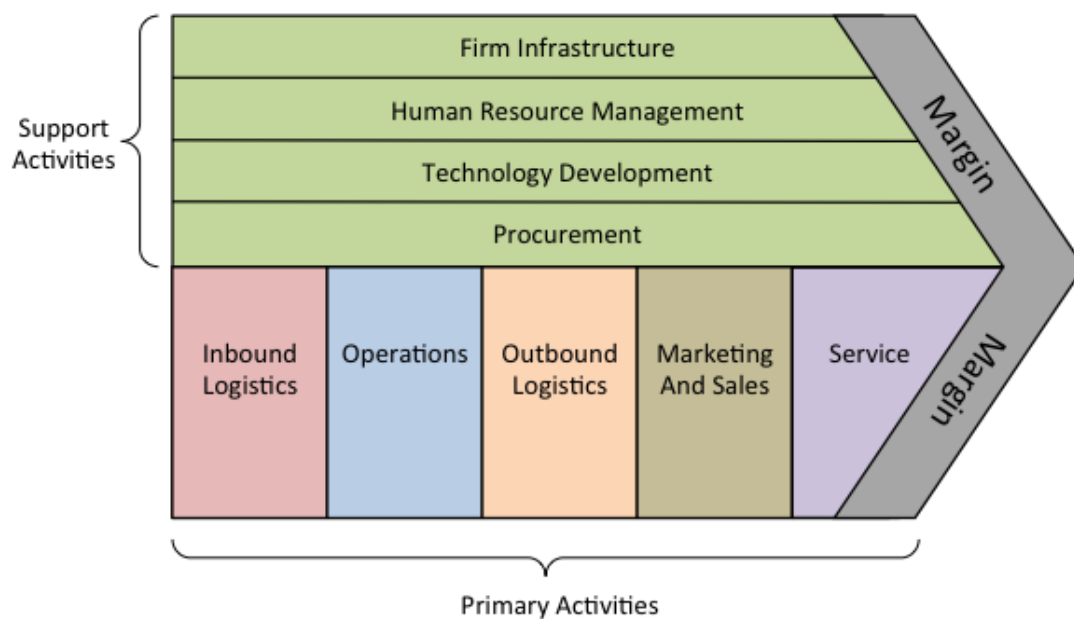 Firm Infrastructure
Human Resource Management
Support
Activities
Technology Development
Procurement
Margin
Inbound
Logistics
Operations
Outbound
Logistics
Marketing
And Sales
Service
Margin
Primary Activities